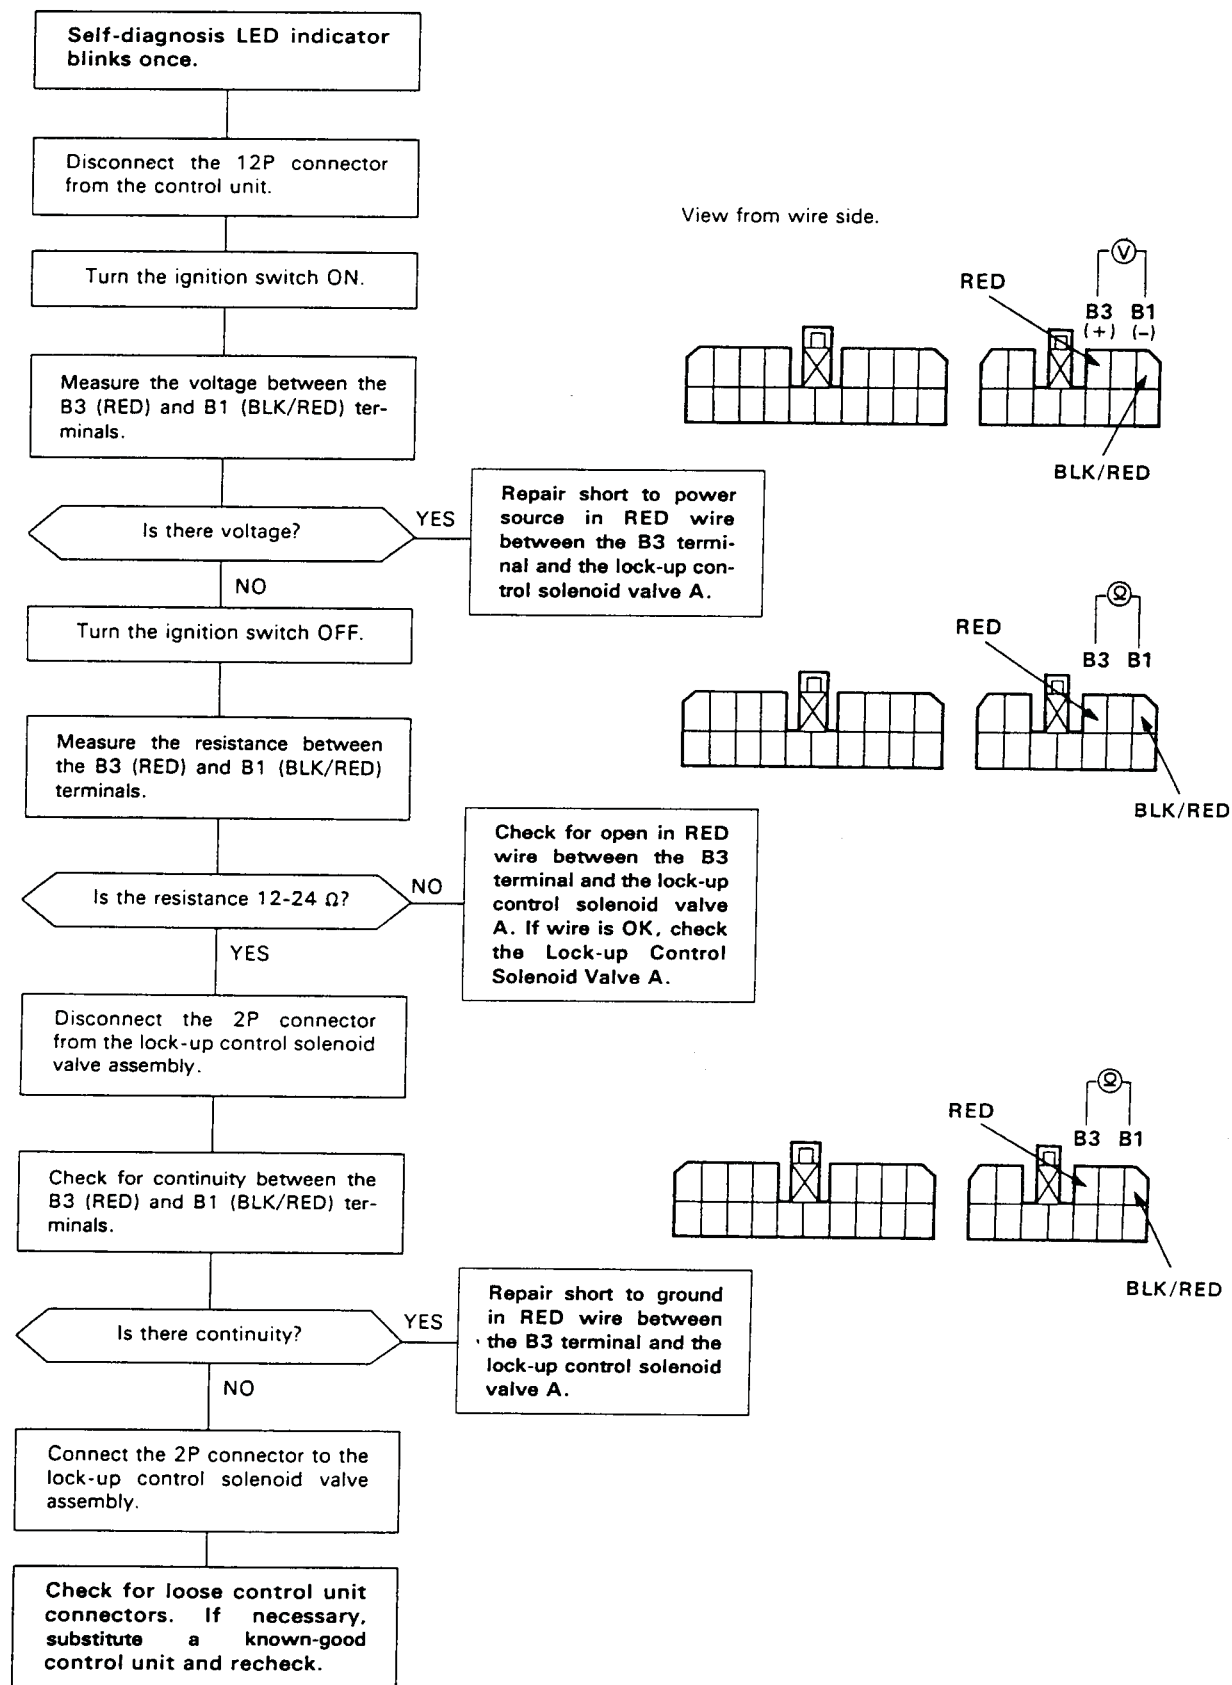 Self-diagnosis LED indicator
blinks once.
Disconnect the 12P connector
from the control unit.
Turn the ignition switch ON.
Measure the voltage between the
B3 (RED) and B1 (BLK/RED) ter-
minals.
Is there voltage?
YES
Repair short to power
source in RED wire
between the B3 termi-
nal and the lock-up con-
trol solenoid valve A.
NO
Turn the ignition switch OFF.
Measure the resistance between
the B3 (RED) and B1 (BLK/RED)
terminals.
Is the resistance 12-24 Ω?
NO
Check for open in RED
wire between the B3
terminal and the lock-up
control solenoid valve
A. If wire is OK, check
the Lock-up Control
Solenoid Valve A.
YES
Disconnect the 2P connector
from the lock-up control solenoid
valve assembly.
Check for continuity between the
B3 (RED) and B1 (BLK/RED) ter-
minals.
Is there continuity?
YES
Repair short to ground
in RED wire between
the B3 terminal and the
lock-up control solenoid
valve A.
NO
Connect the 2P connector to the
lock-up control solenoid valve
assembly.
Check for loose control unit
connectors. If necessary,
substitute a known-good
control unit and recheck.
View from wire side.
V
RED
B3 B1
(+) (-)
BLK/RED
Ω
RED
B3 B1
BLK/RED
Ω
RED
B3 B1
BLK/RED